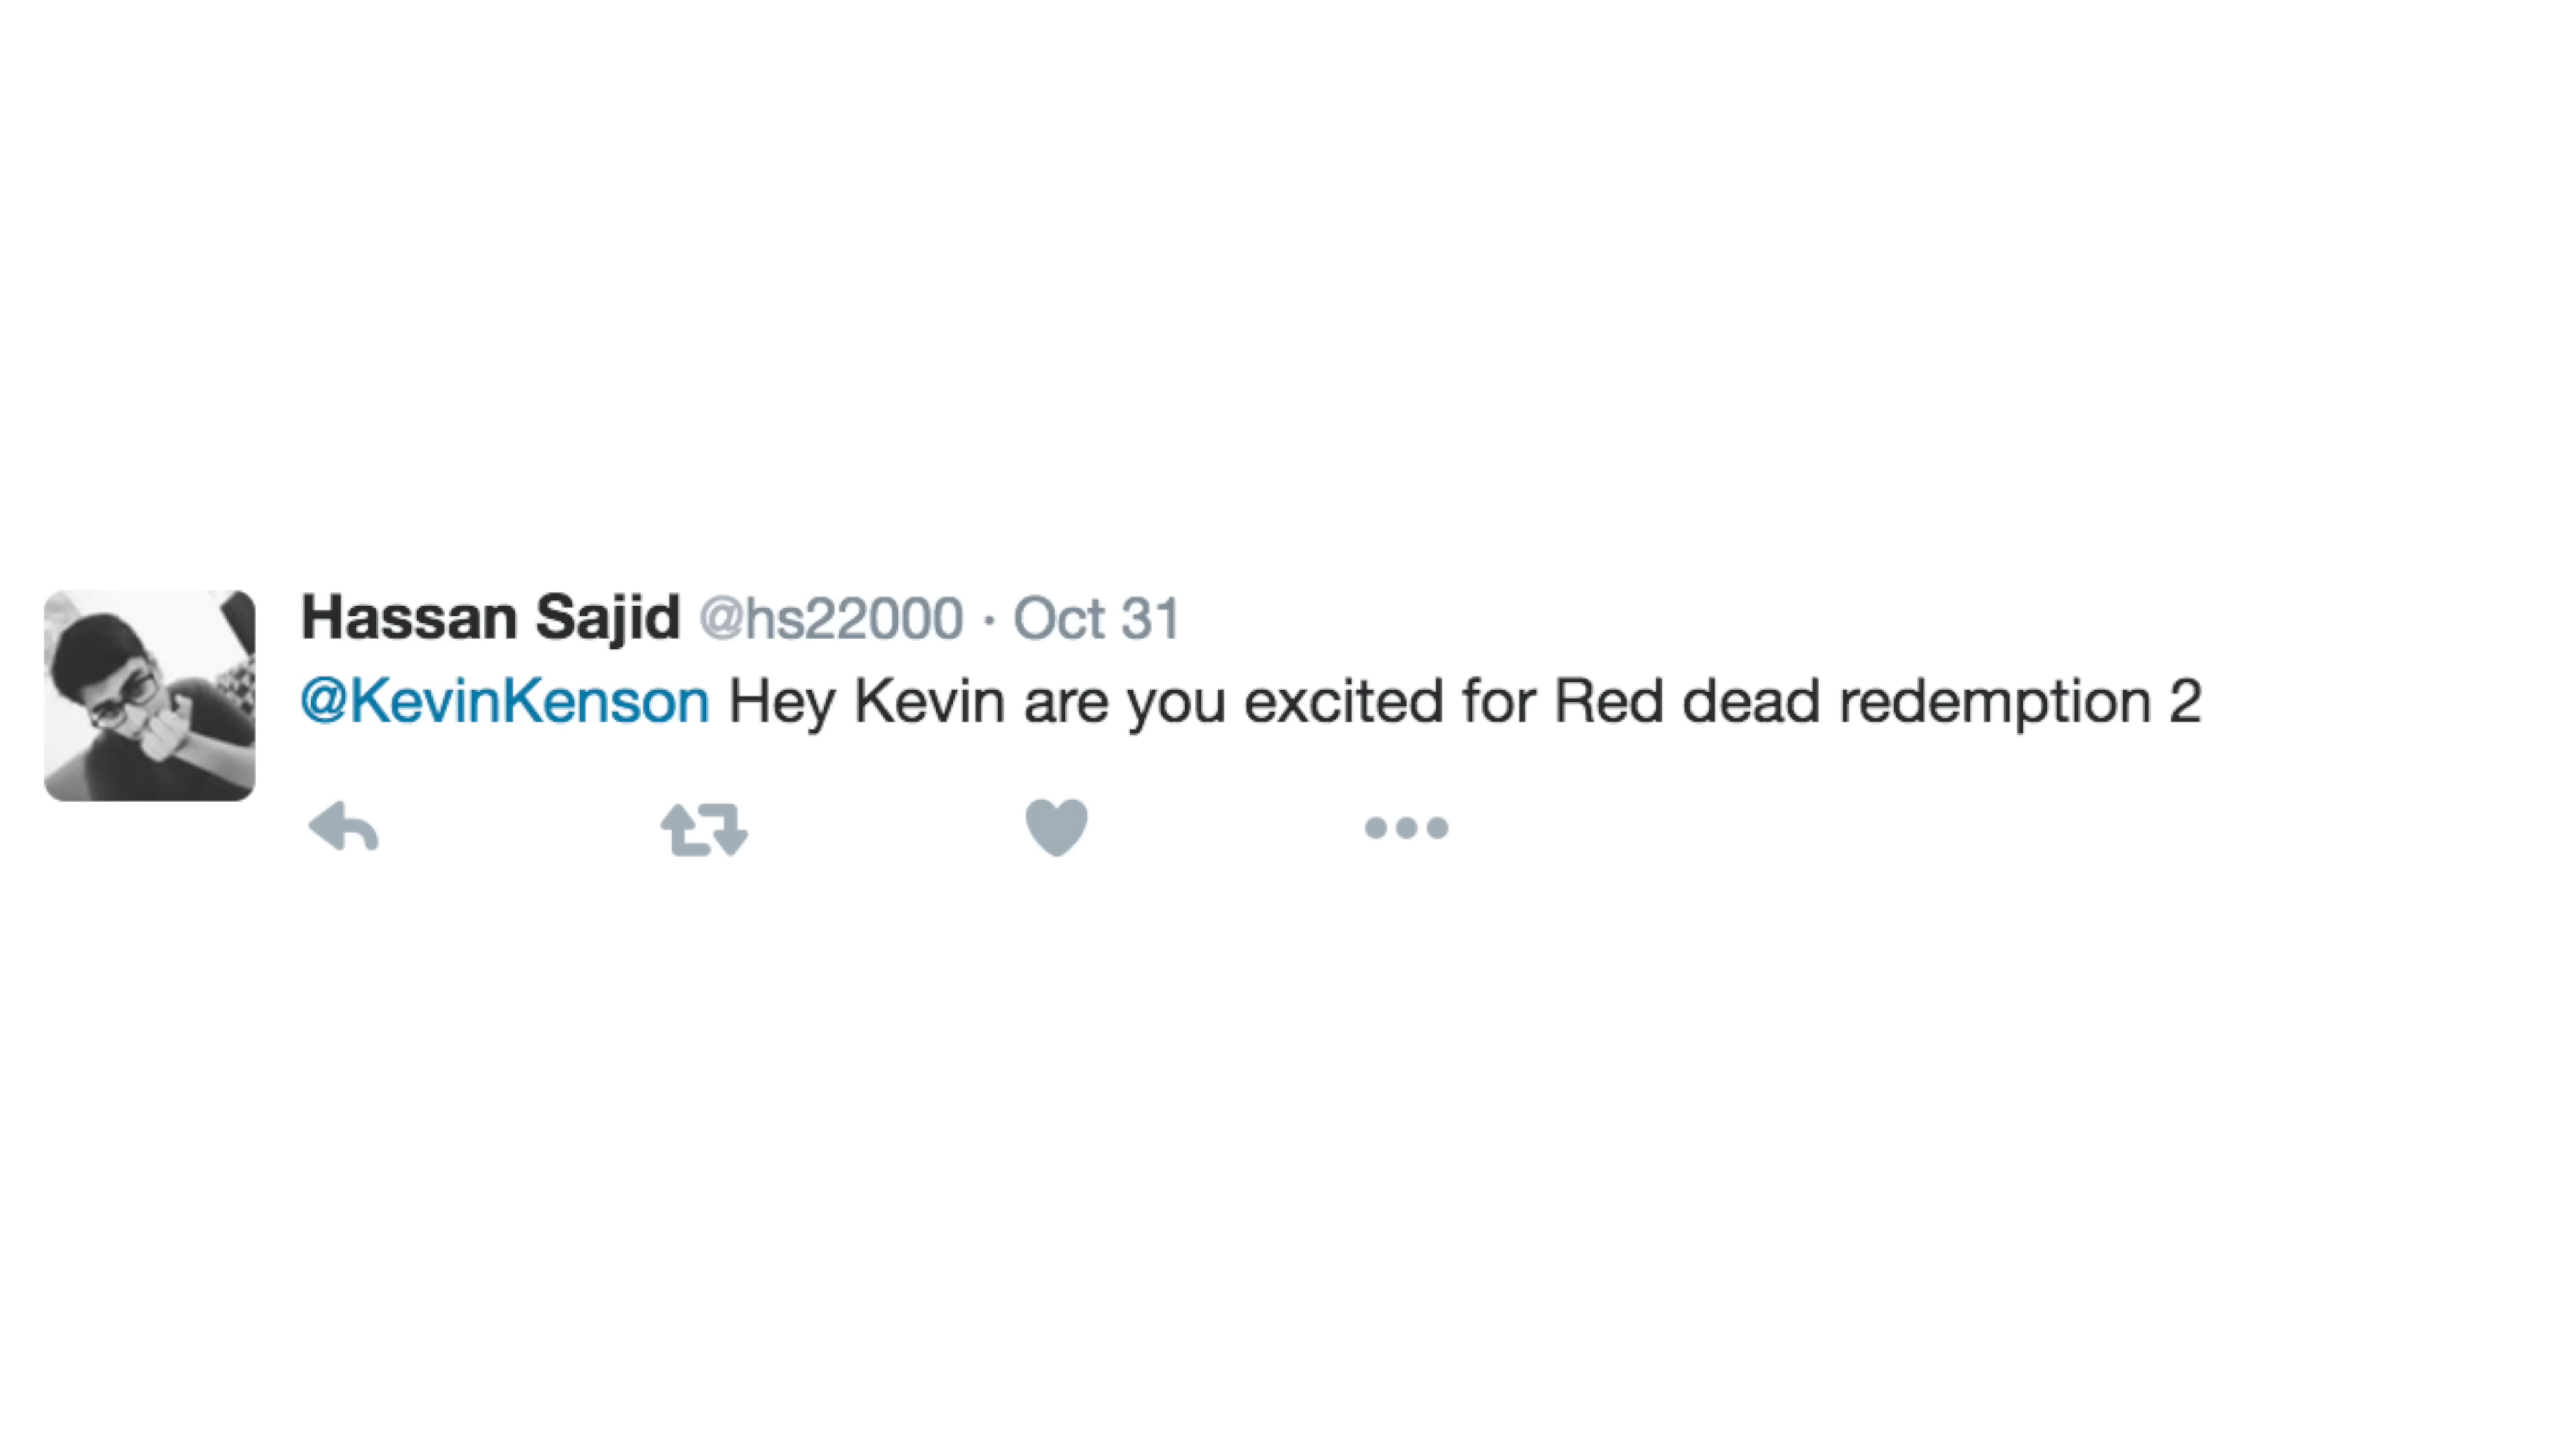 Hassan Sajid @hs22000 · Oct 31
@KevinKenson Hey Kevin are you excited for Red dead redemption 2